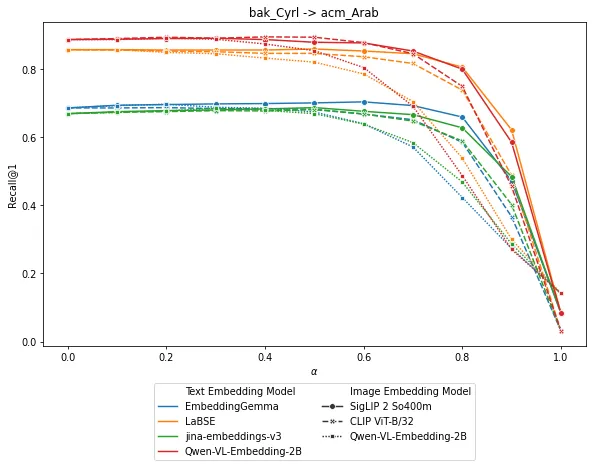 bak_Cyrl -> acm_Arab
Recall@1
0.8
0.6
0.4
0.2
0.0
0.0 0.2 0.4 0.6 0.8 1.0
α
Text Embedding Model Image Embedding Model
EmbeddingGemma SigLIP 2 So400m
LaBSE CLIP ViT-B/32
jina-embeddings-v3 Qwen-VL-Embedding-2B
Qwen-VL-Embedding-2B